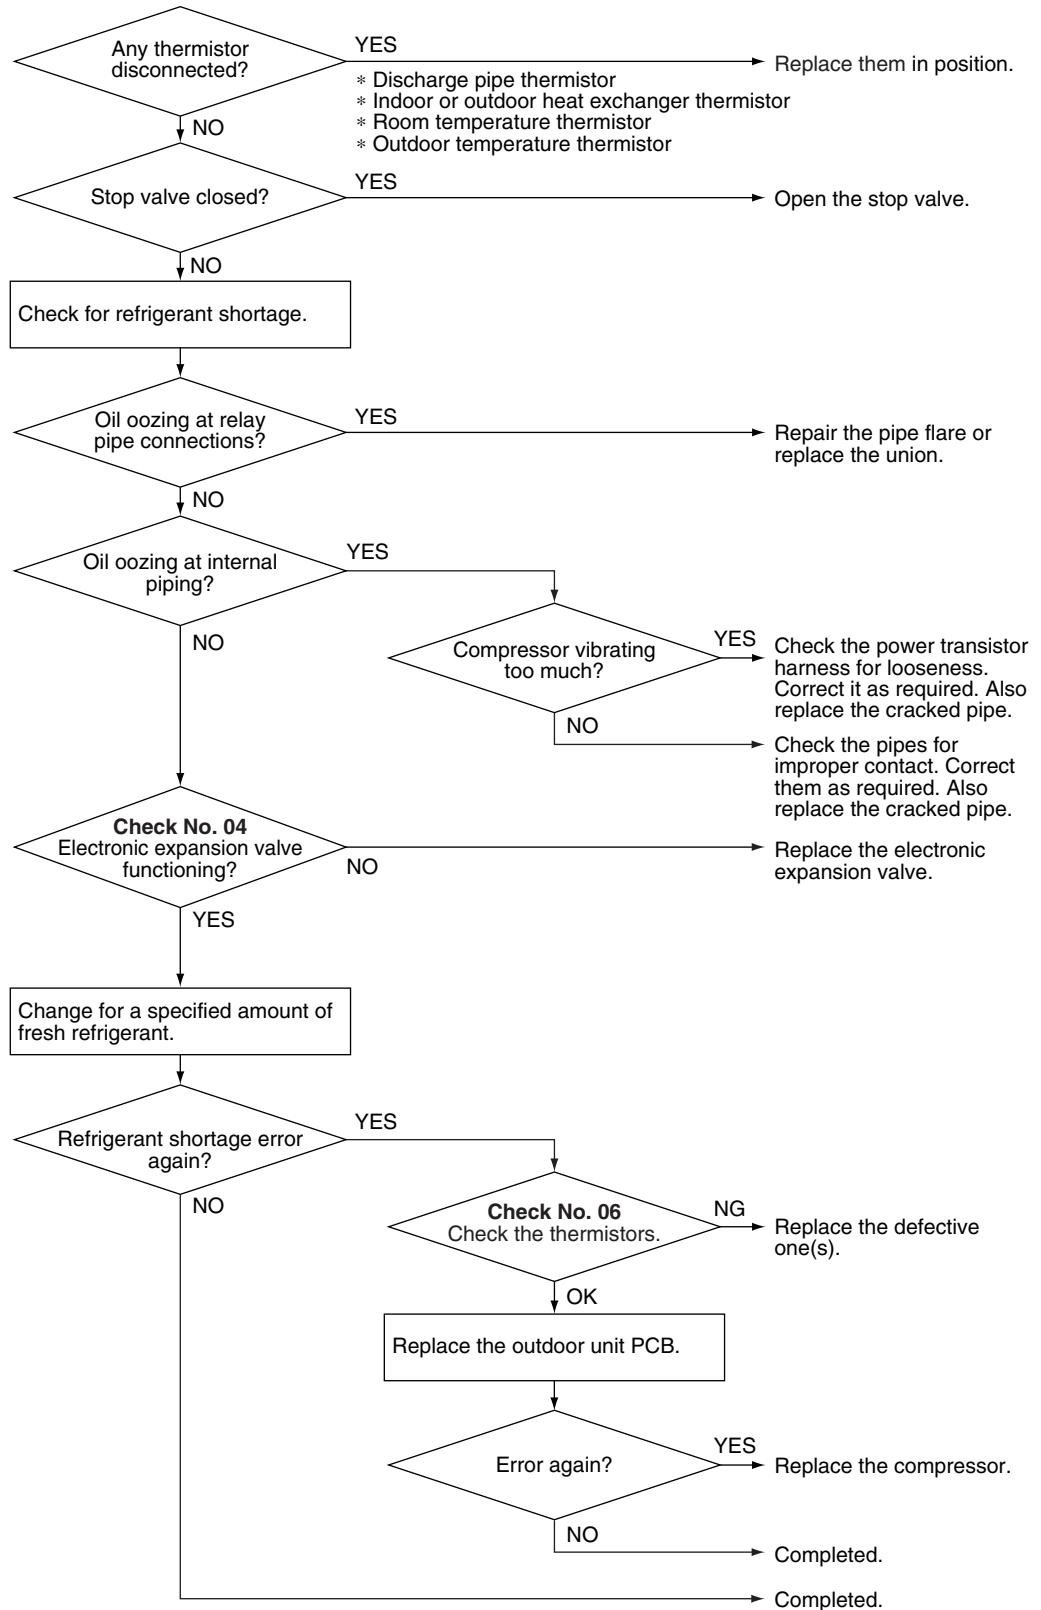 Any thermistor
disconnected?
YES
* Discharge pipe thermistor
* Indoor or outdoor heat exchanger thermistor
* Room temperature thermistor
* Outdoor temperature thermistor
Replace them in position.
NO
Stop valve closed?
YES
Open the stop valve.
NO
Check for refrigerant shortage.
Oil oozing at relay
pipe connections?
YES
Repair the pipe flare or
replace the union.
NO
Oil oozing at internal
piping?
YES
NO
Compressor vibrating
too much?
YES
Check the power transistor
harness for looseness.
Correct it as required. Also
replace the cracked pipe.
NO
Check the pipes for
improper contact. Correct
them as required. Also
replace the cracked pipe.
Check No. 04
Electronic expansion valve
functioning?
NO
Replace the electronic
expansion valve.
YES
Change for a specified amount of
fresh refrigerant.
Refrigerant shortage error
again?
YES
NO
Check No. 06
Check the thermistors.
NG
Replace the defective
one(s).
OK
Replace the outdoor unit PCB.
Error again?
YES
Replace the compressor.
NO
Completed.
Completed.